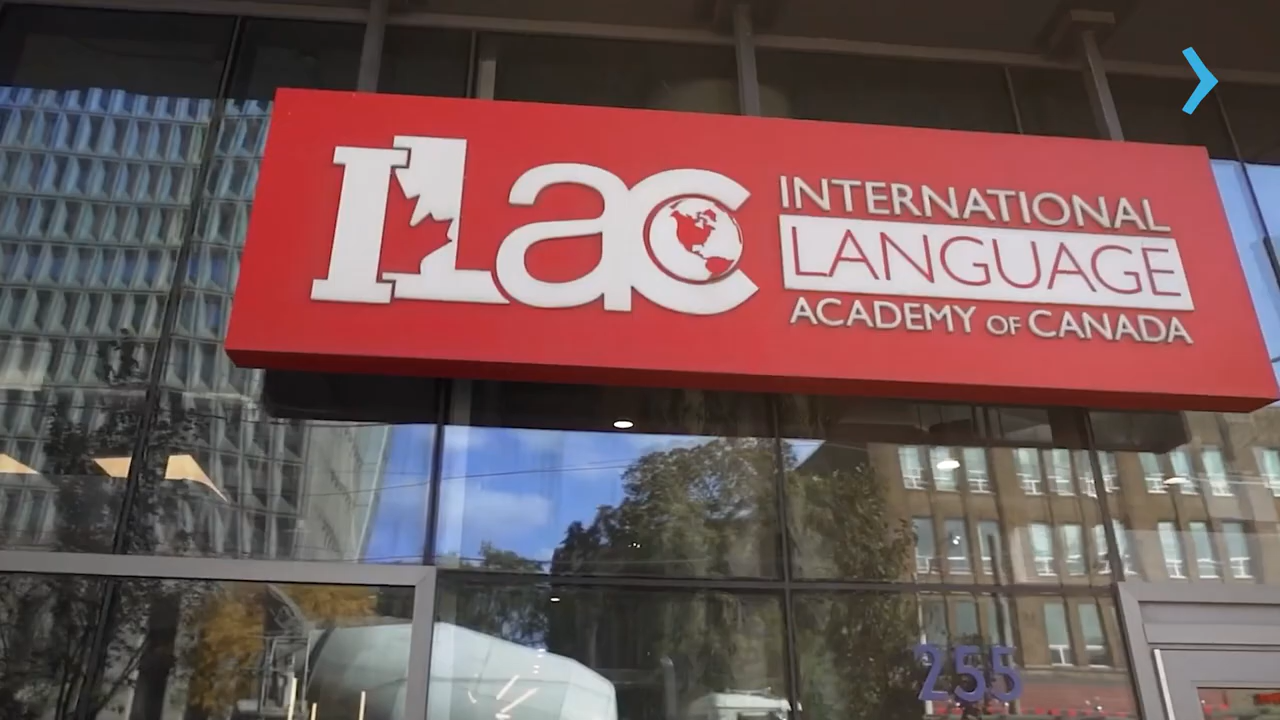 ILAC
INTERNATIONAL
LANGUAGE
ACADEMY OF CANADA
255